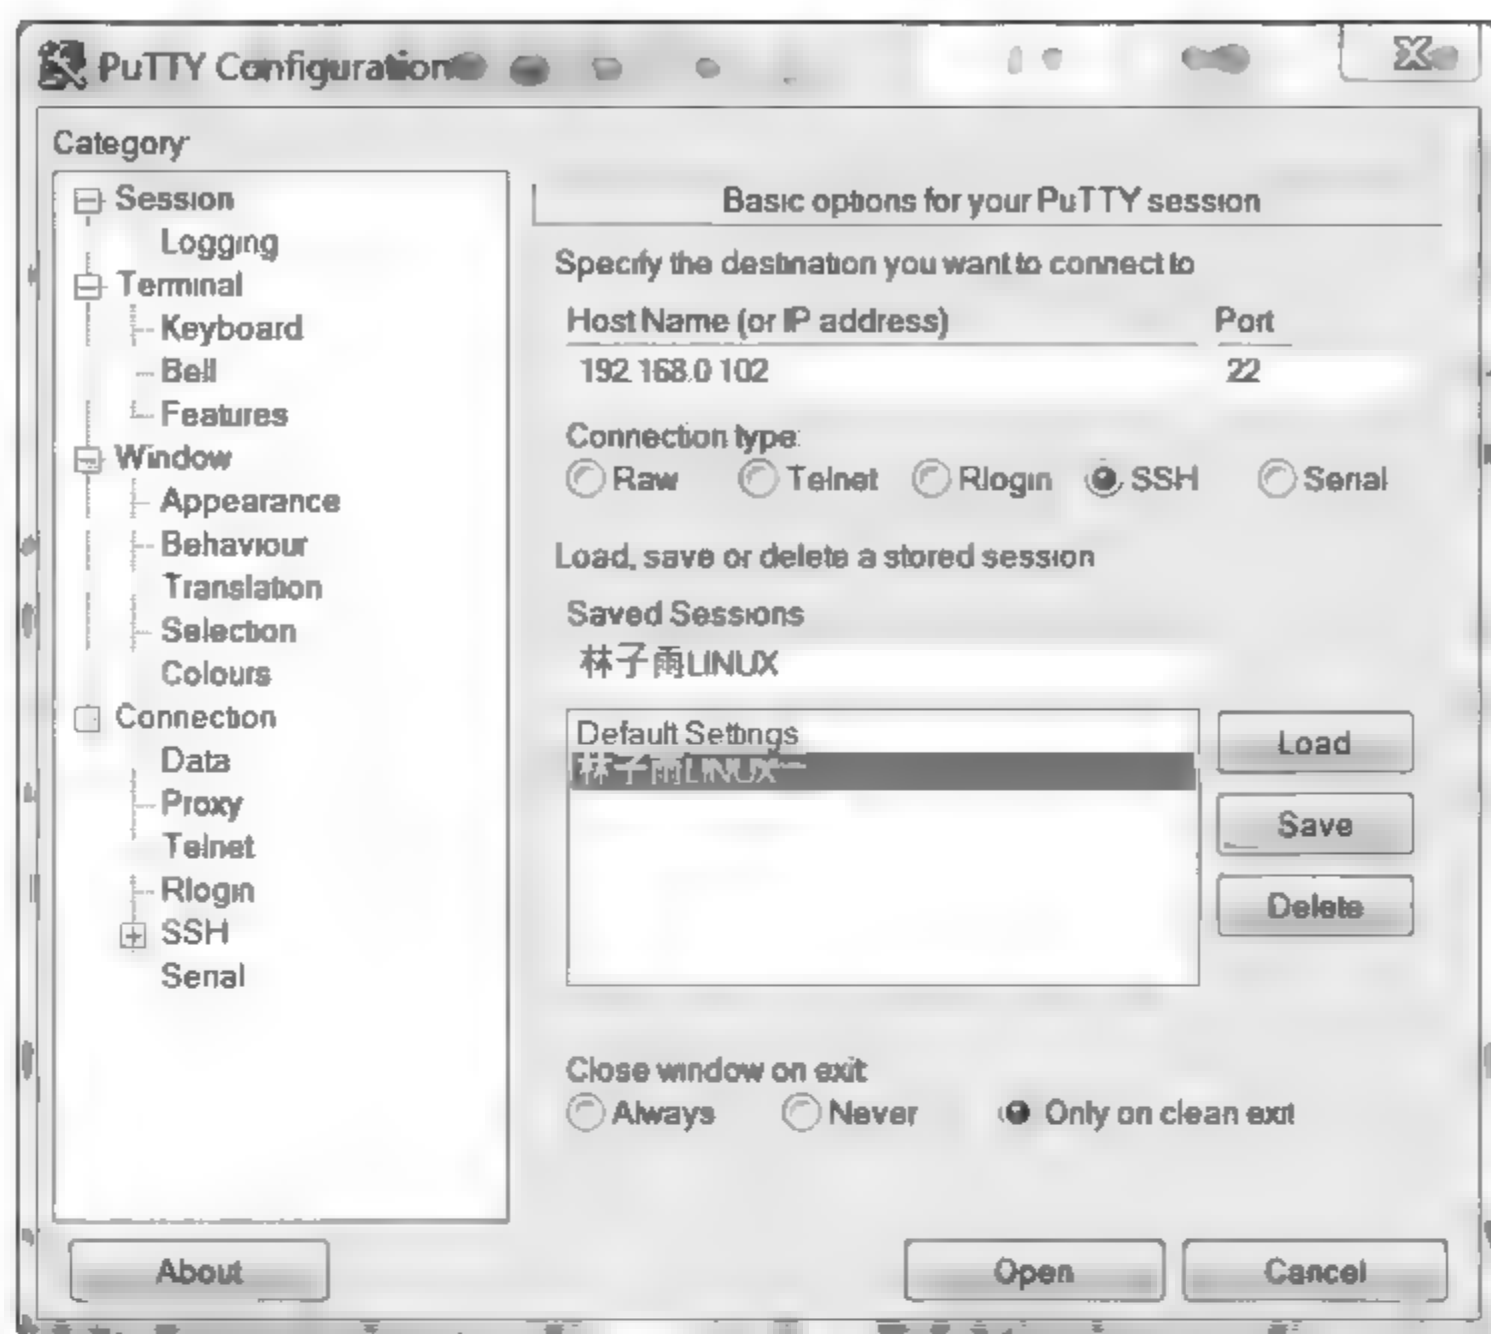 PuTTY Configuration
Category:
Session
Logging
Terminal
Keyboard
Bell
Features
Window
Appearance
Behaviour
Translation
Selection
Colours
Connection
Data
Proxy
Telnet
Rlogin
SSH
Serial
Basic options for your PuTTY session
Specify the destination you want to connect to
Host Name (or IP address) Port
192.168.0.102 22
Connection type:
Raw Telnet Rlogin SSH Serial
Load, save or delete a stored session
Saved Sessions
林子雨LINUX
Default Settings
林子雨LINUX
Load
Save
Delete
Close window on exit
Always Never Only on clean exit
About Open Cancel